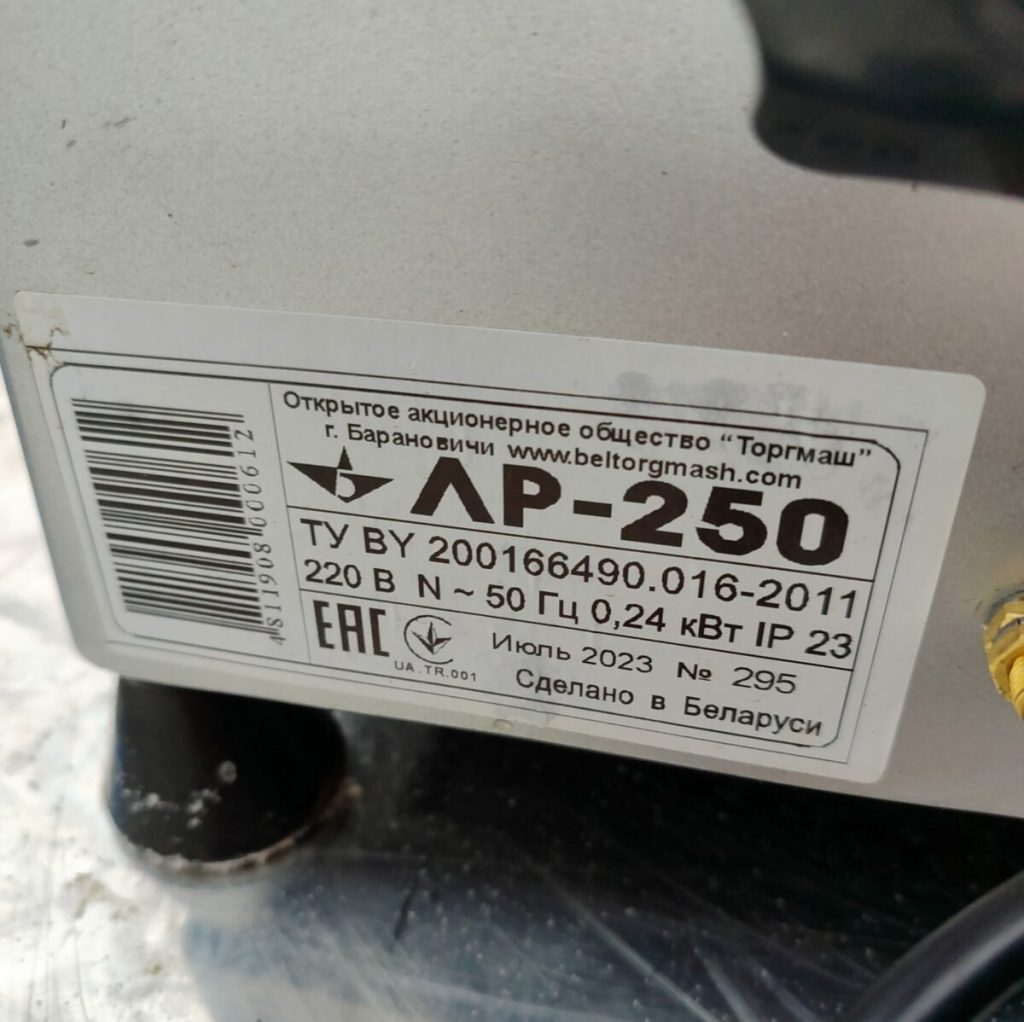 Открытое акционерное общество “Торгмаш”
г. Барановичи www.beltorgmash.com
ЛР-250
ТУ BY 200166490.016-2011
220 В N ~ 50 Гц 0,24 кВт IP 23
EAC
UA.TR.001
Июль 2023 № 295
Сделано в Беларуси
4811908000612